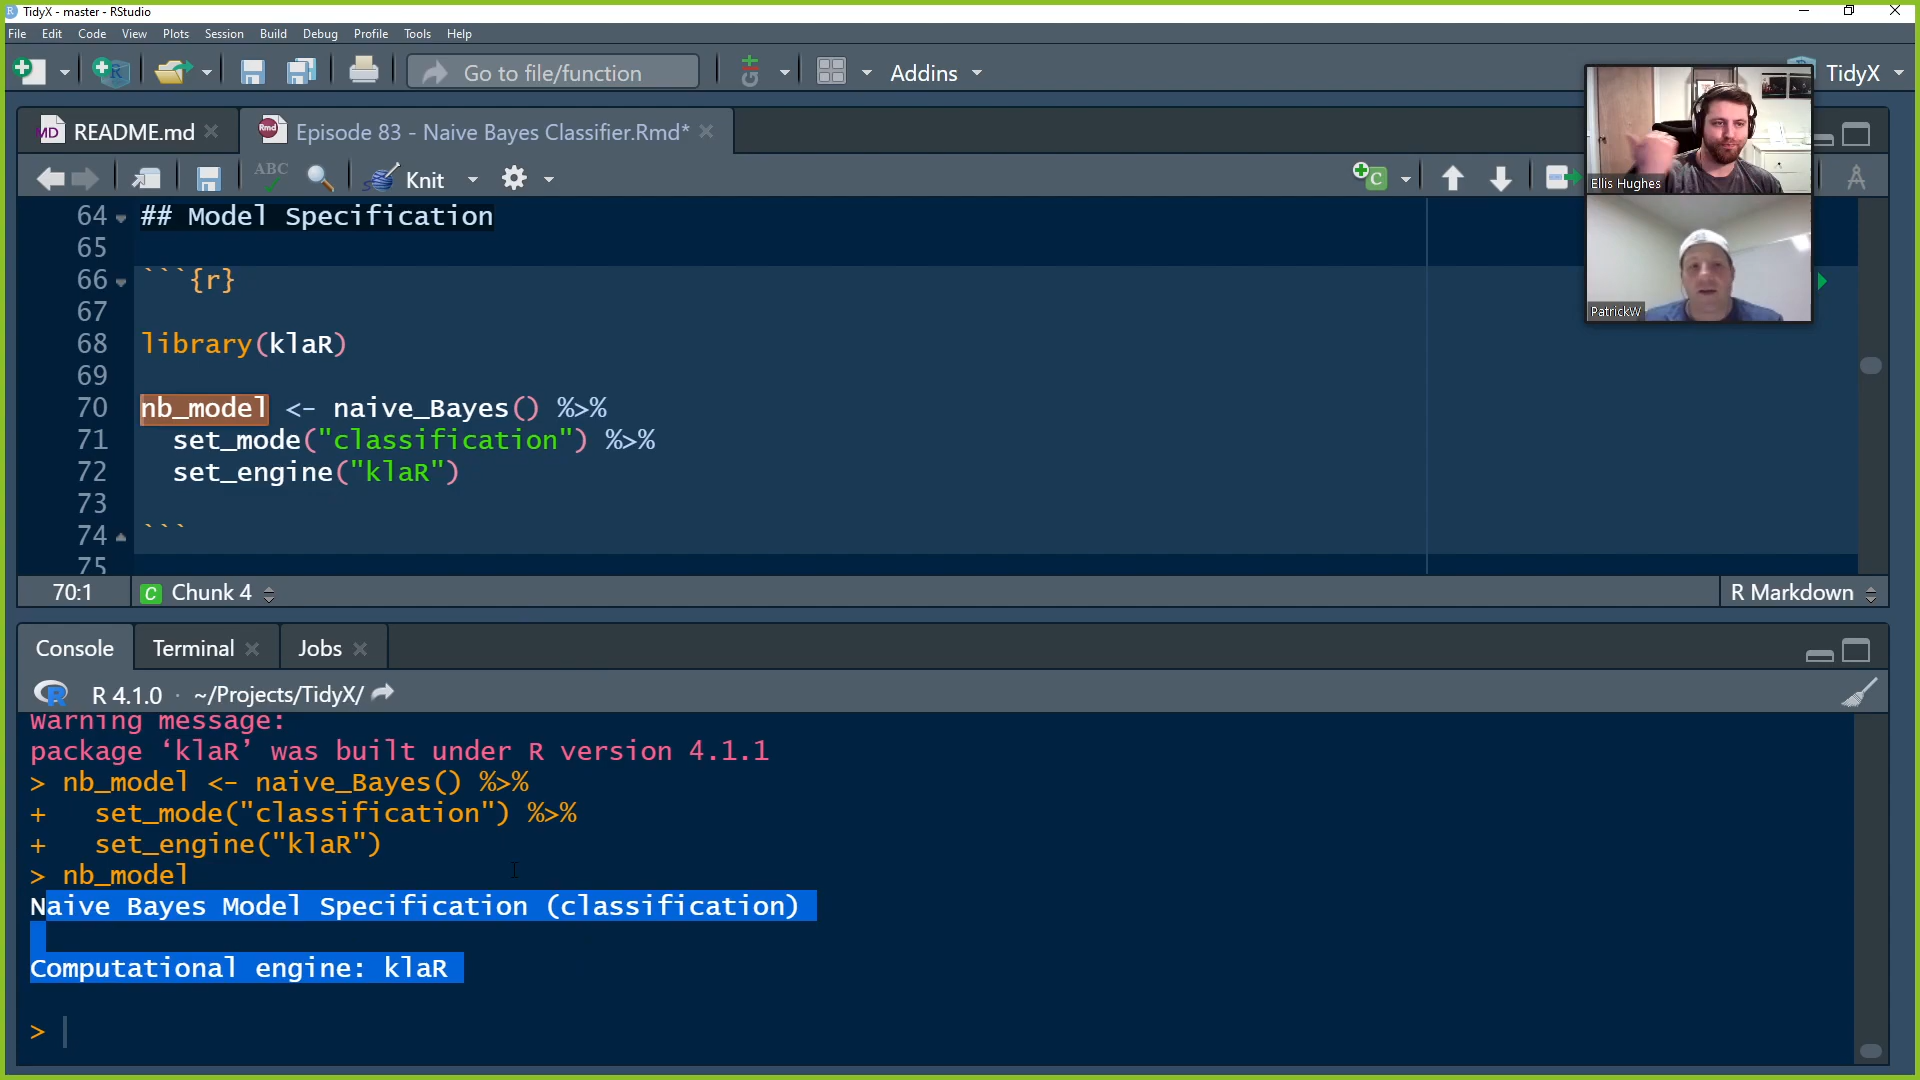 TidyX - master - RStudio
File Edit Code View Plots Session Build Debug Profile Tools Help
Go to file/function
Addins
TidyX
README.md
Episode 83 - Naive Bayes Classifier.Rmd*
ABC
Knit
Ellis Hughes
PatrickW
64 ## Model Specification
65
66 ```{r}
67
68 library(klaR)
69
70 nb_model <- naive_Bayes() %>%
71 set_mode("classification") %>%
72 set_engine("klaR")
73
74 ```
75
70:1
C Chunk 4
R Markdown
Console Terminal Jobs
R 4.1.0 · ~/Projects/TidyX/
Warning message:
package ‘klaR’ was built under R version 4.1.1
> nb_model <- naive_Bayes() %>%
+ set_mode("classification") %>%
+ set_engine("klaR")
> nb_model
Naive Bayes Model Specification (classification)
Computational engine: klaR
>